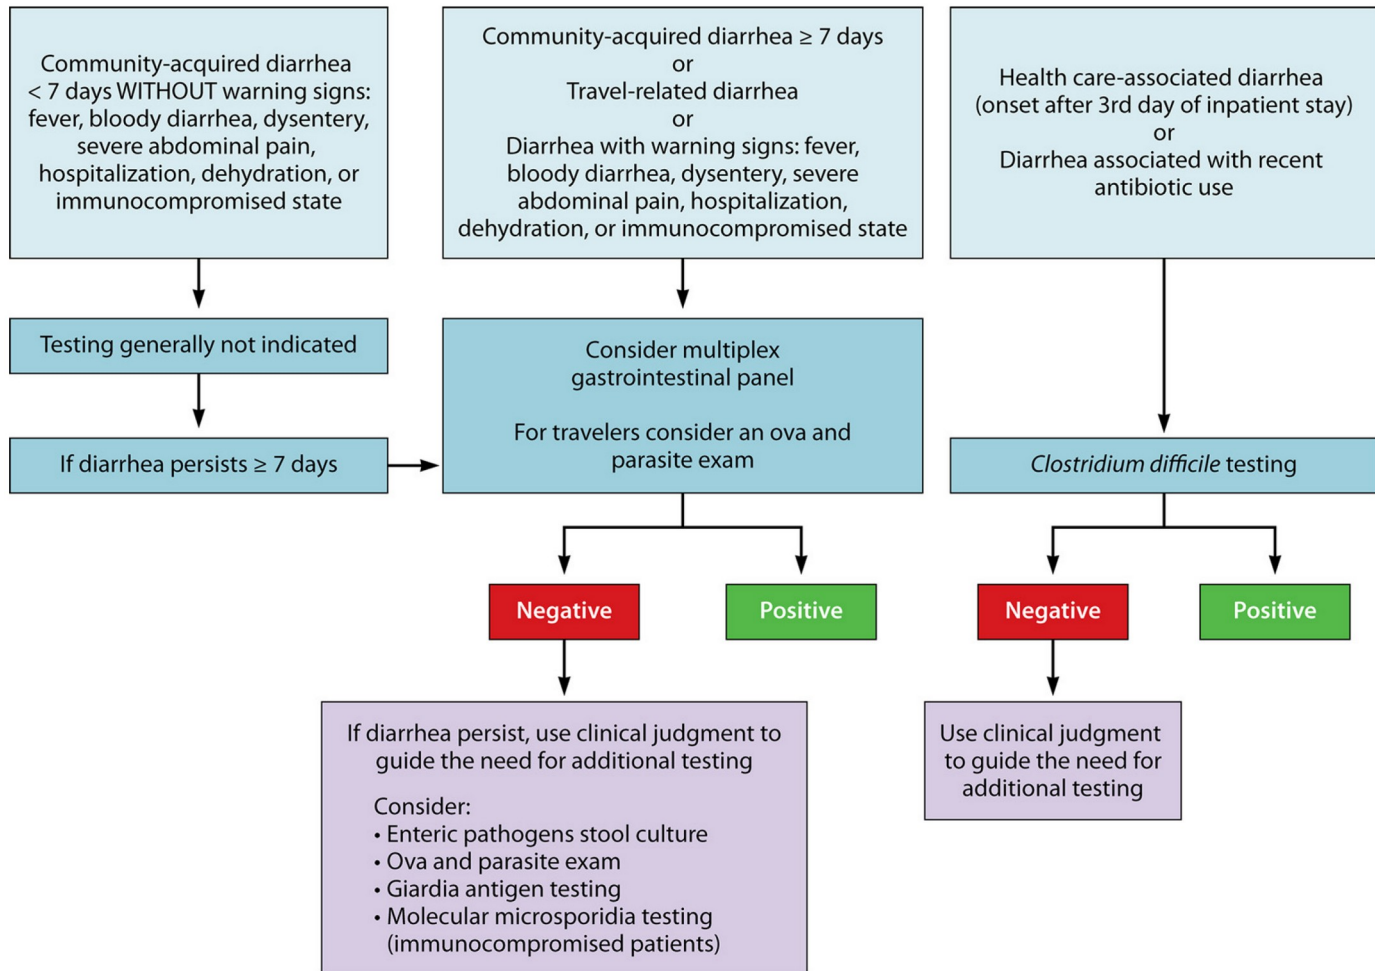 Community-acquired diarrhea
< 7 days WITHOUT warning signs:
fever, bloody diarrhea, dysentery,
severe abdominal pain,
hospitalization, dehydration, or
immunocompromised state
Community-acquired diarrhea ≥ 7 days
or
Travel-related diarrhea
or
Diarrhea with warning signs: fever,
bloody diarrhea, dysentery, severe
abdominal pain, hospitalization,
dehydration, or immunocompromised state
Health care-associated diarrhea
(onset after 3rd day of inpatient stay)
or
Diarrhea associated with recent
antibiotic use
Testing generally not indicated
If diarrhea persists ≥ 7 days
Consider multiplex
gastrointestinal panel
For travelers consider an ova and
parasite exam
Clostridium difficile testing
Negative
Positive
Negative
Positive
If diarrhea persist, use clinical judgment to
guide the need for additional testing
Consider:
• Enteric pathogens stool culture
• Ova and parasite exam
• Giardia antigen testing
• Molecular microsporidia testing
(immunocompromised patients)
Use clinical judgment
to guide the need for
additional testing